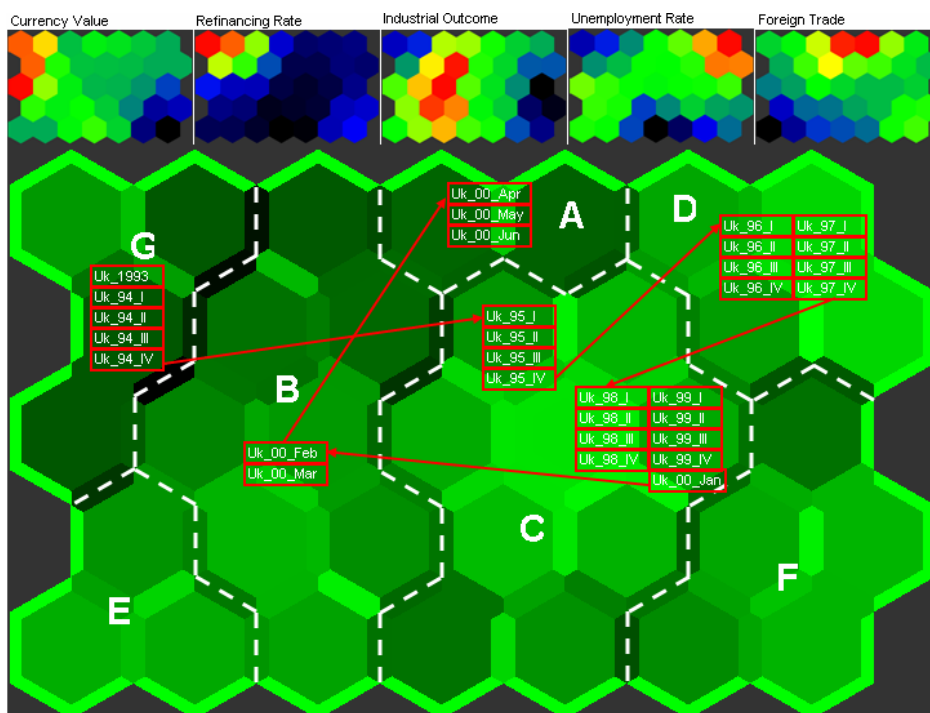 Currency Value
Refinancing Rate
Industrial Outcome
Unemployment Rate
Foreign Trade
Uk_00_Apr
Uk_00_May
Uk_00_Jun
A
D
Uk_96_I Uk_97_I
Uk_96_II Uk_97_II
Uk_96_III Uk_97_III
Uk_96_IV Uk_97_IV
G
Uk_1993
Uk_94_I
Uk_94_II
Uk_94_III
Uk_94_IV
Uk_95_I
Uk_95_II
Uk_95_III
Uk_95_IV
B
Uk_98_I Uk_99_I
Uk_98_II Uk_99_II
Uk_98_III Uk_99_III
Uk_98_IV Uk_99_IV
Uk_00_Jan
Uk_00_Feb
Uk_00_Mar
C
E
F